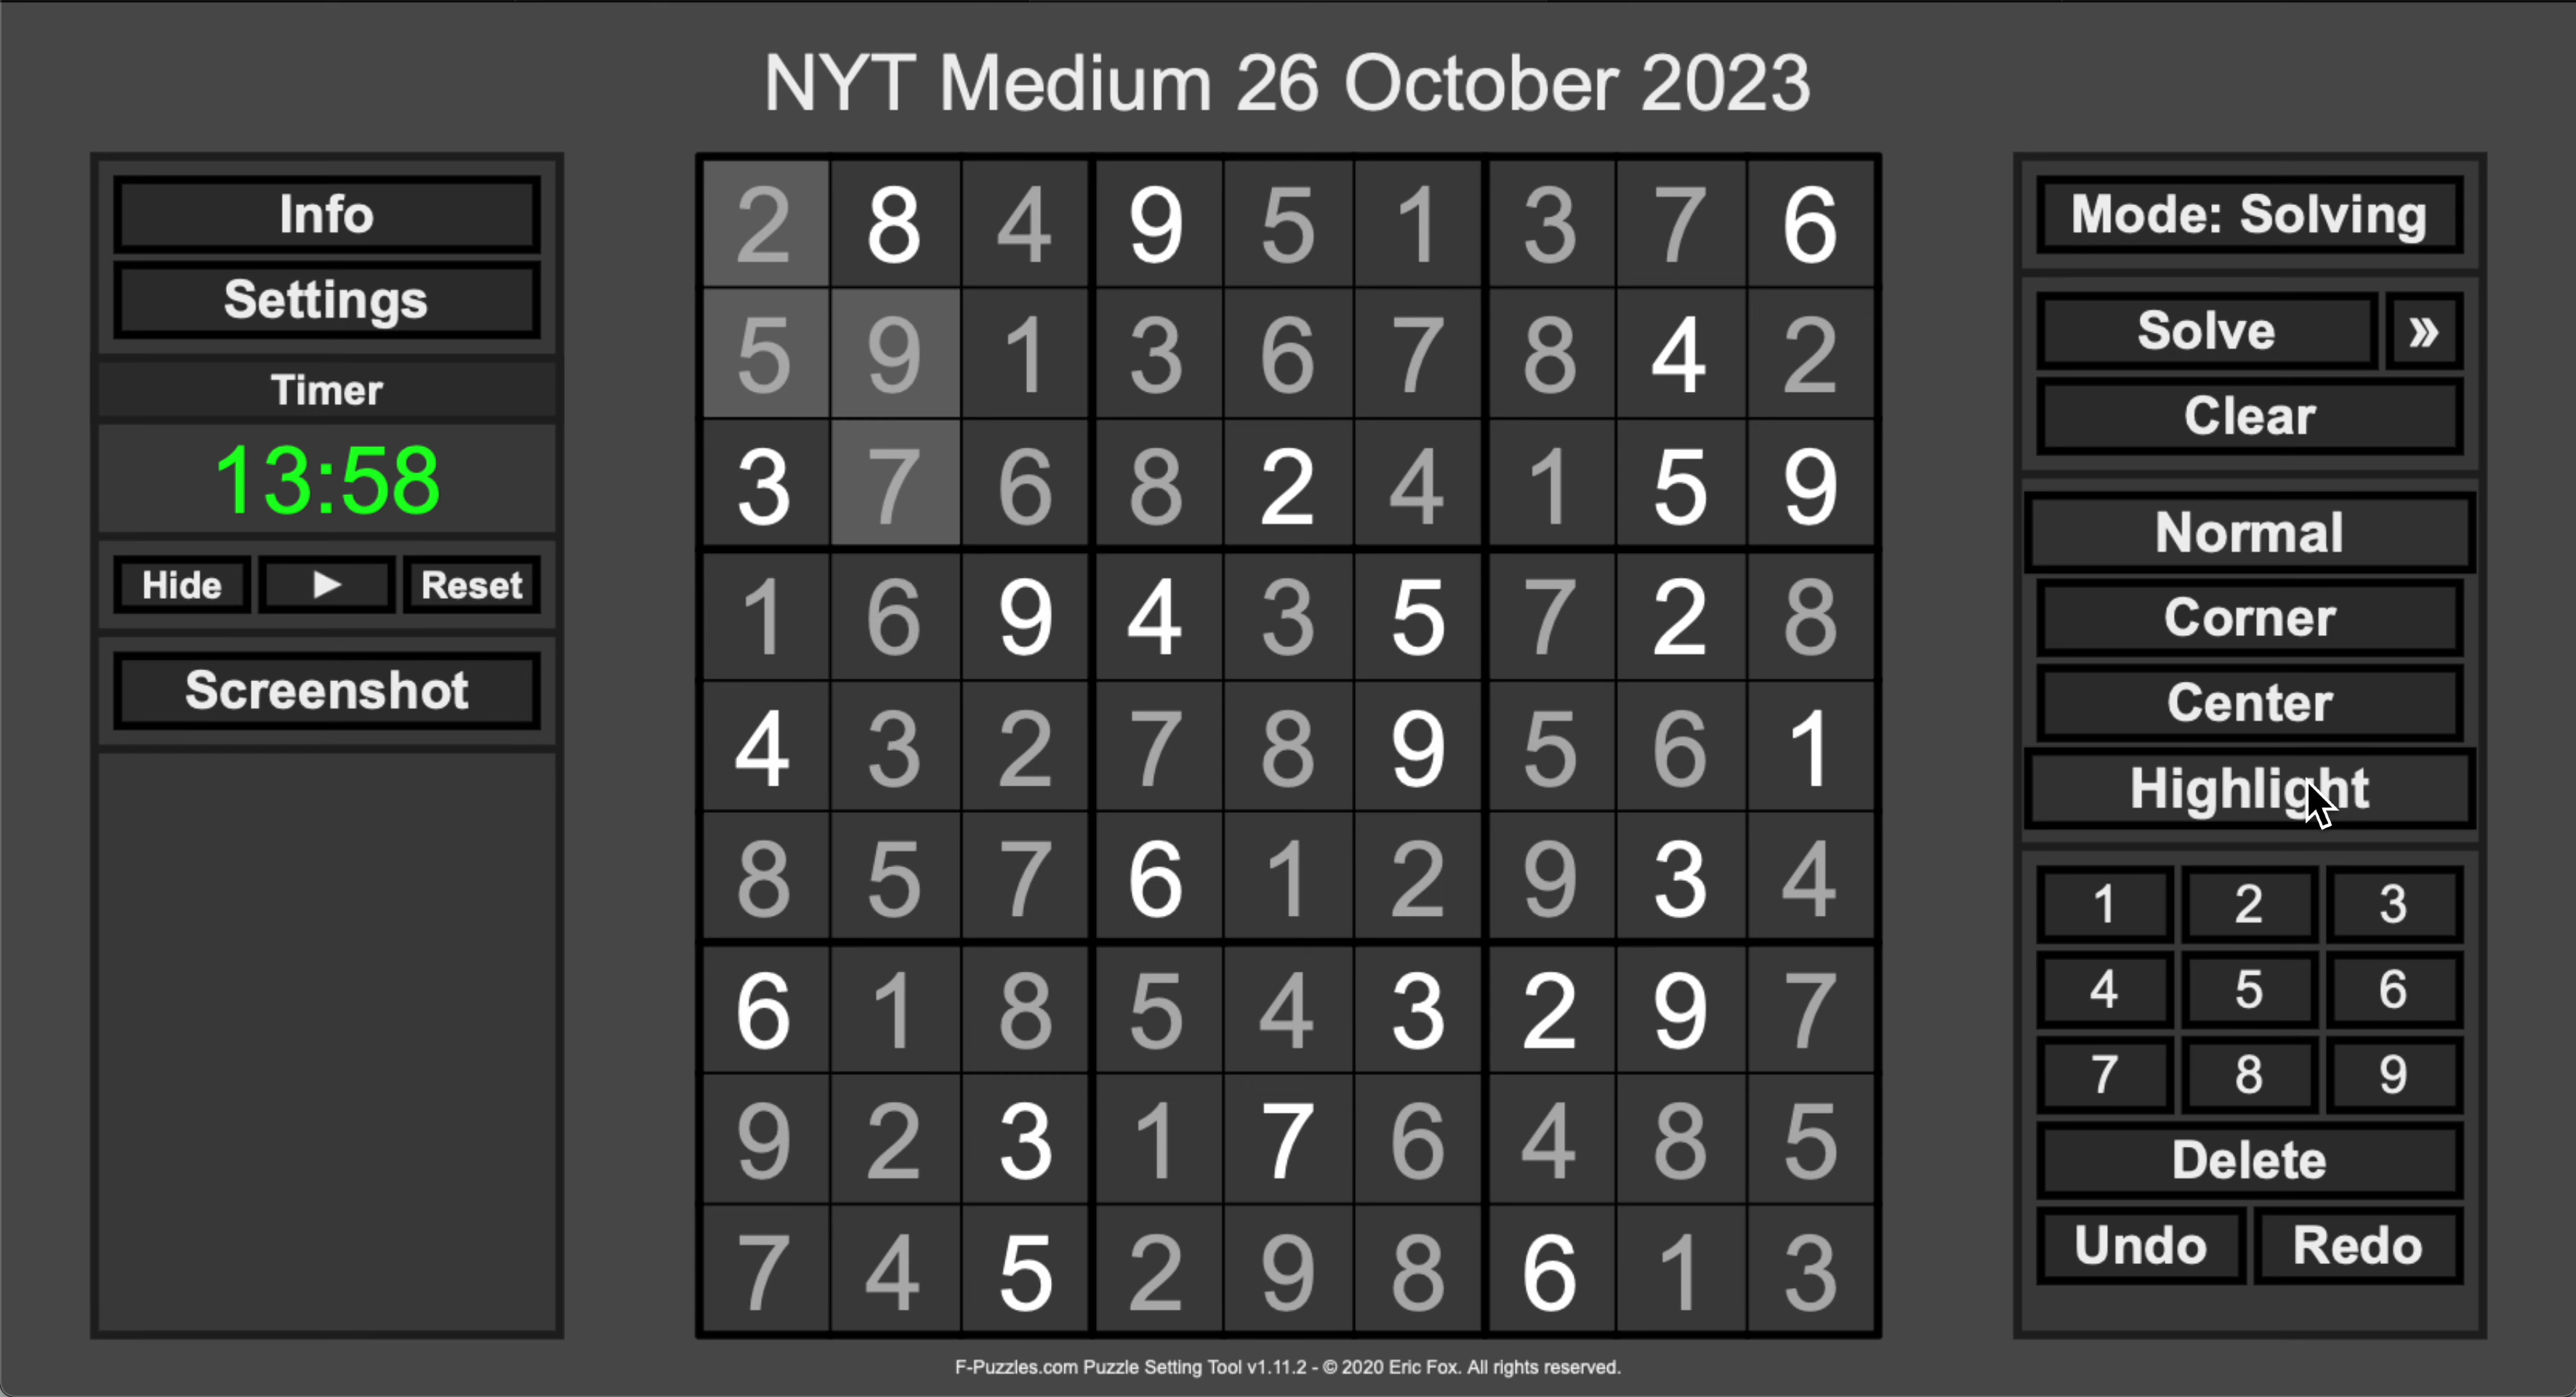 NYT Medium 26 October 2023
Info
Settings
Timer
13:58
Hide ▶ Reset
Screenshot
2 8 4 9 5 1 3 7 6
5 9 1 3 6 7 8 4 2
3 7 6 8 2 4 1 5 9
1 6 9 4 3 5 7 2 8
4 3 2 7 8 9 5 6 1
8 5 7 6 1 2 9 3 4
6 1 8 5 4 3 2 9 7
9 2 3 1 7 6 4 8 5
7 4 5 2 9 8 6 1 3
Mode: Solving
Solve »
Clear
Normal
Corner
Center
Highlight
1 2 3
4 5 6
7 8 9
Delete
Undo Redo
F-Puzzles.com Puzzle Setting Tool v1.11.2 - © 2020 Eric Fox. All rights reserved.